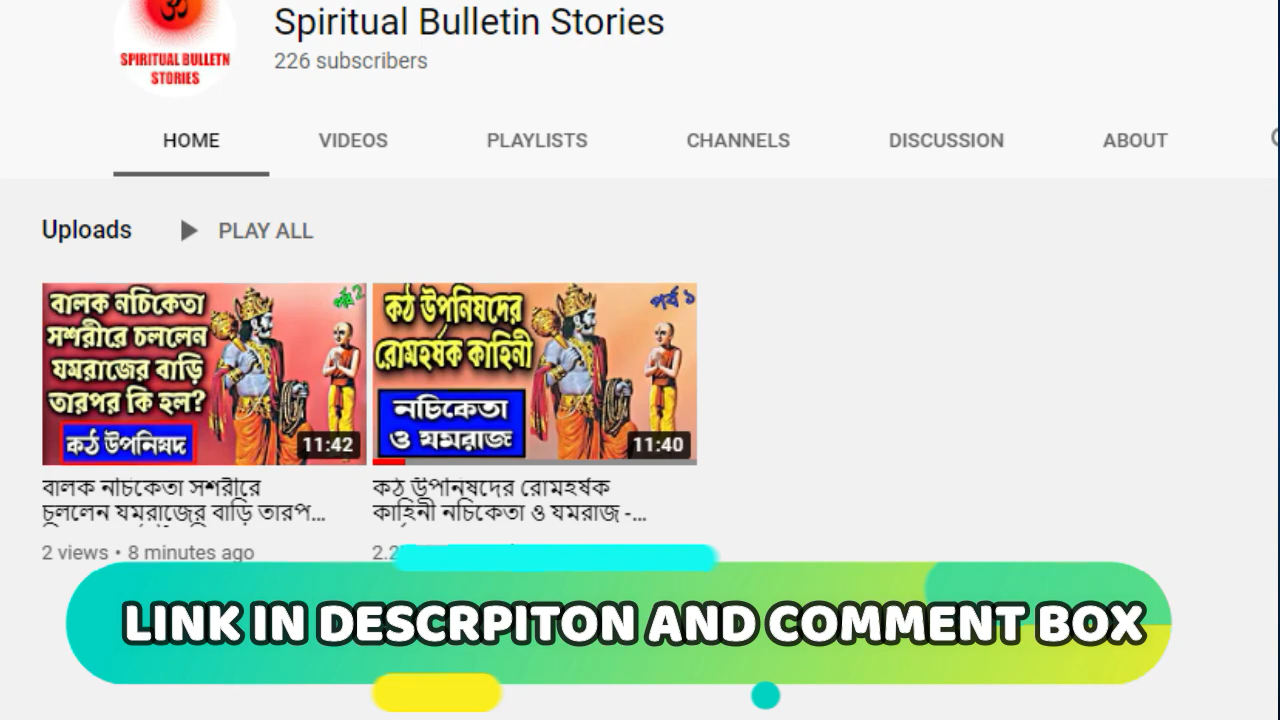 Spiritual Bulletin Stories
226 subscribers
SPIRITUAL BULLETN
STORIES
HOME VIDEOS PLAYLISTS CHANNELS DISCUSSION ABOUT
Uploads PLAY ALL
বালক নচিকেতা
সশরীরে চললেন
যমরাজের বাড়ি
তারপর কি হল?
কঠ উপনিষদ
পর্ব 2
11:42
কঠ উপনিষদের
রোমহর্ষক কাহিনী
নচিকেতা
ও যমরাজ
পর্ব ১
11:40
বালক নচিকেতা সশরীরে
চললেন যমরাজের বাড়ি তারপ...
2 views • 8 minutes ago
কঠ উপনিষদের রোমহর্ষক
কাহিনী নচিকেতা ও যমরাজ -...
LINK IN DESCRPITON AND COMMENT BOX